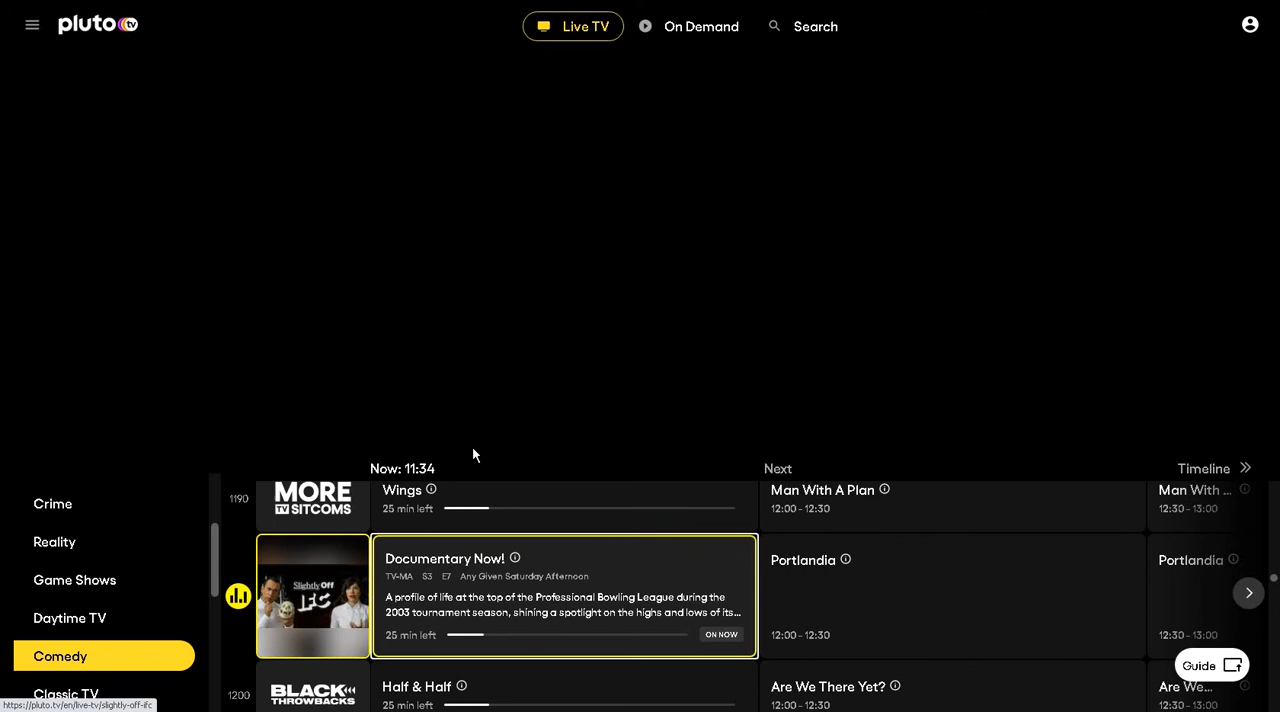 pluto tv
Live TV
On Demand
Search
Now: 11:34
Next
Timeline
Crime
Reality
Game Shows
Daytime TV
Comedy
Classic TV
1190
MORE
TV SITCOMS
Wings
25 min left
Man With A Plan
12:00 - 12:30
Man With ...
12:30 - 13:00
Slightly Off
IFC
Documentary Now!
TV-MA S3 E7 Any Given Saturday Afternoon
A profile of life at the top of the Professional Bowling League during the
2003 tournament season, shining a spotlight on the highs and lows of its...
25 min left
ON NOW
Portlandia
12:00 - 12:30
Portlandia
12:30 - 13:00
1200
BLACK
THROWBACKS
Half & Half
25 min left
Are We There Yet?
12:00 - 12:30
Are We...
12:30 - 13:00
Guide
https://pluto.tv/en/live-tv/slightly-off-ifc